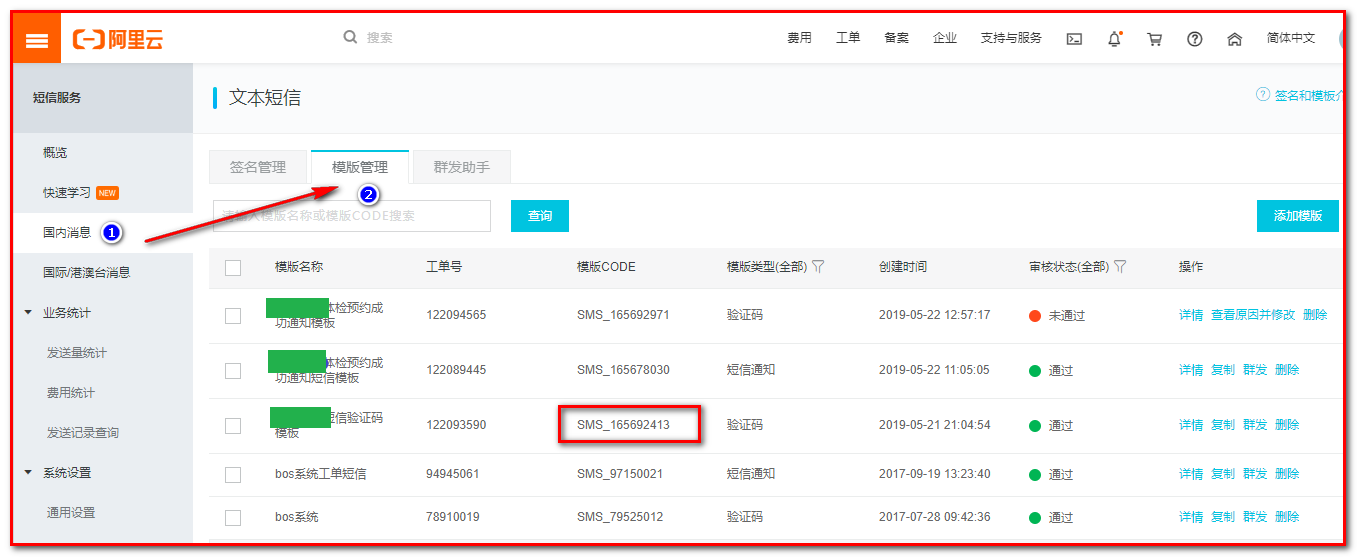 阿里云
搜索
费用 工单 备案 企业 支持与服务 简体中文
短信服务
概览
快速学习 NEW
国内消息 1
国际/港澳台消息
业务统计
发送量统计
费用统计
发送记录查询
系统设置
通用设置
文本短信
签名和模板
签名管理 模版管理 群发助手
2
入模版名称或模版CODE搜索 查询 添加模版
模版名称 工单号 模版CODE 模版类型(全部) 创建时间 审核状态(全部) 操作
体检预约成
功通知模板 122094565 SMS_165692971 验证码 2019-05-22 12:57:17 未通过 详情 查看原因并修改 删除
体检预约成
功通知短信模板 122089445 SMS_165678030 短信通知 2019-05-22 11:05:05 通过 详情 复制 群发 删除
短信验证码
模板 122093590 SMS_165692413 验证码 2019-05-21 21:04:54 通过 详情 复制 群发 删除
bos系统工单短信 94945061 SMS_97150021 短信通知 2017-09-19 13:23:40 通过 详情 复制 群发 删除
bos系统 78910019 SMS_79525012 验证码 2017-07-28 09:42:36 通过 详情 复制 群发 删除